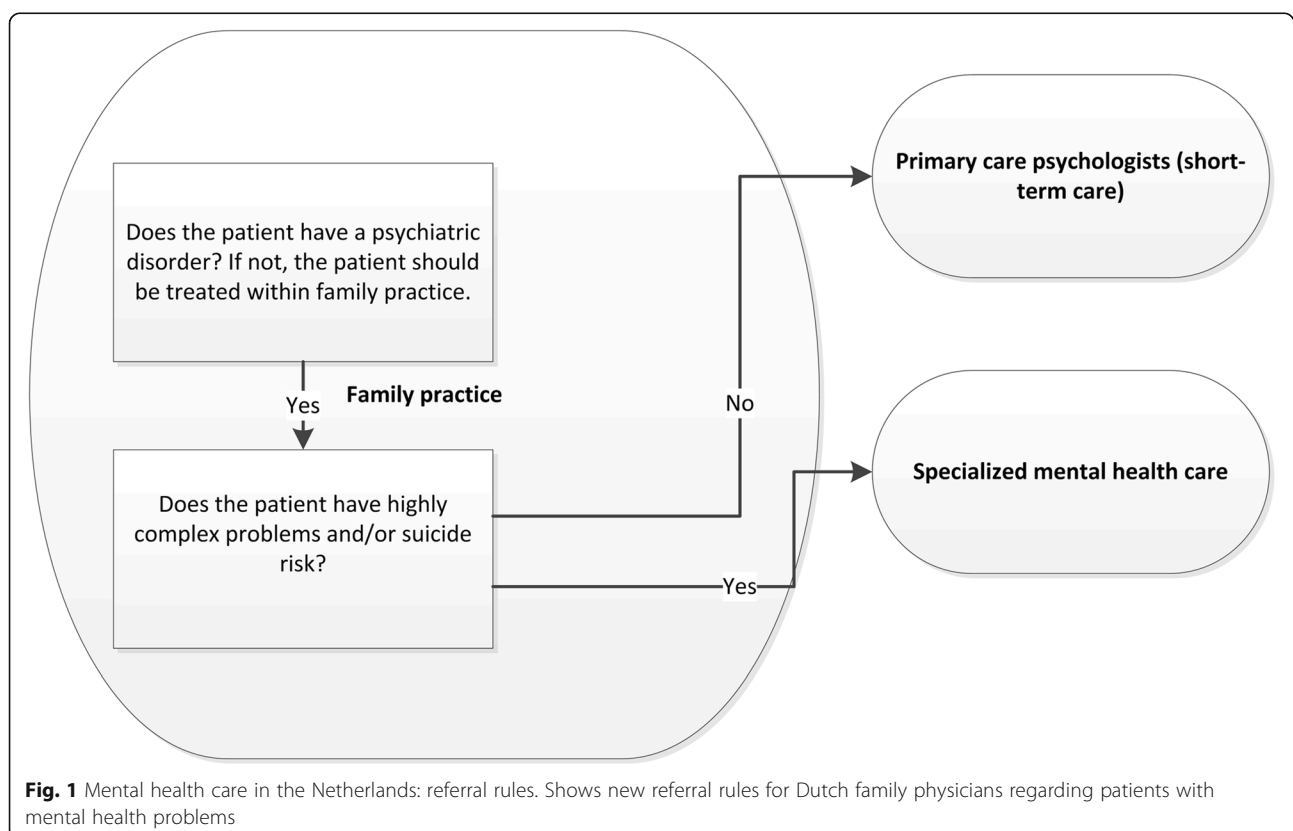 Does the patient have a psychiatric
disorder? If not, the patient should
be treated within family practice.
Yes
Family practice
Does the patient have highly
complex problems and/or suicide
risk?
No
Yes
Primary care psychologists (short-
term care)
Specialized mental health care
Fig. 1 Mental health care in the Netherlands: referral rules. Shows new referral rules for Dutch family physicians regarding patients with
mental health problems